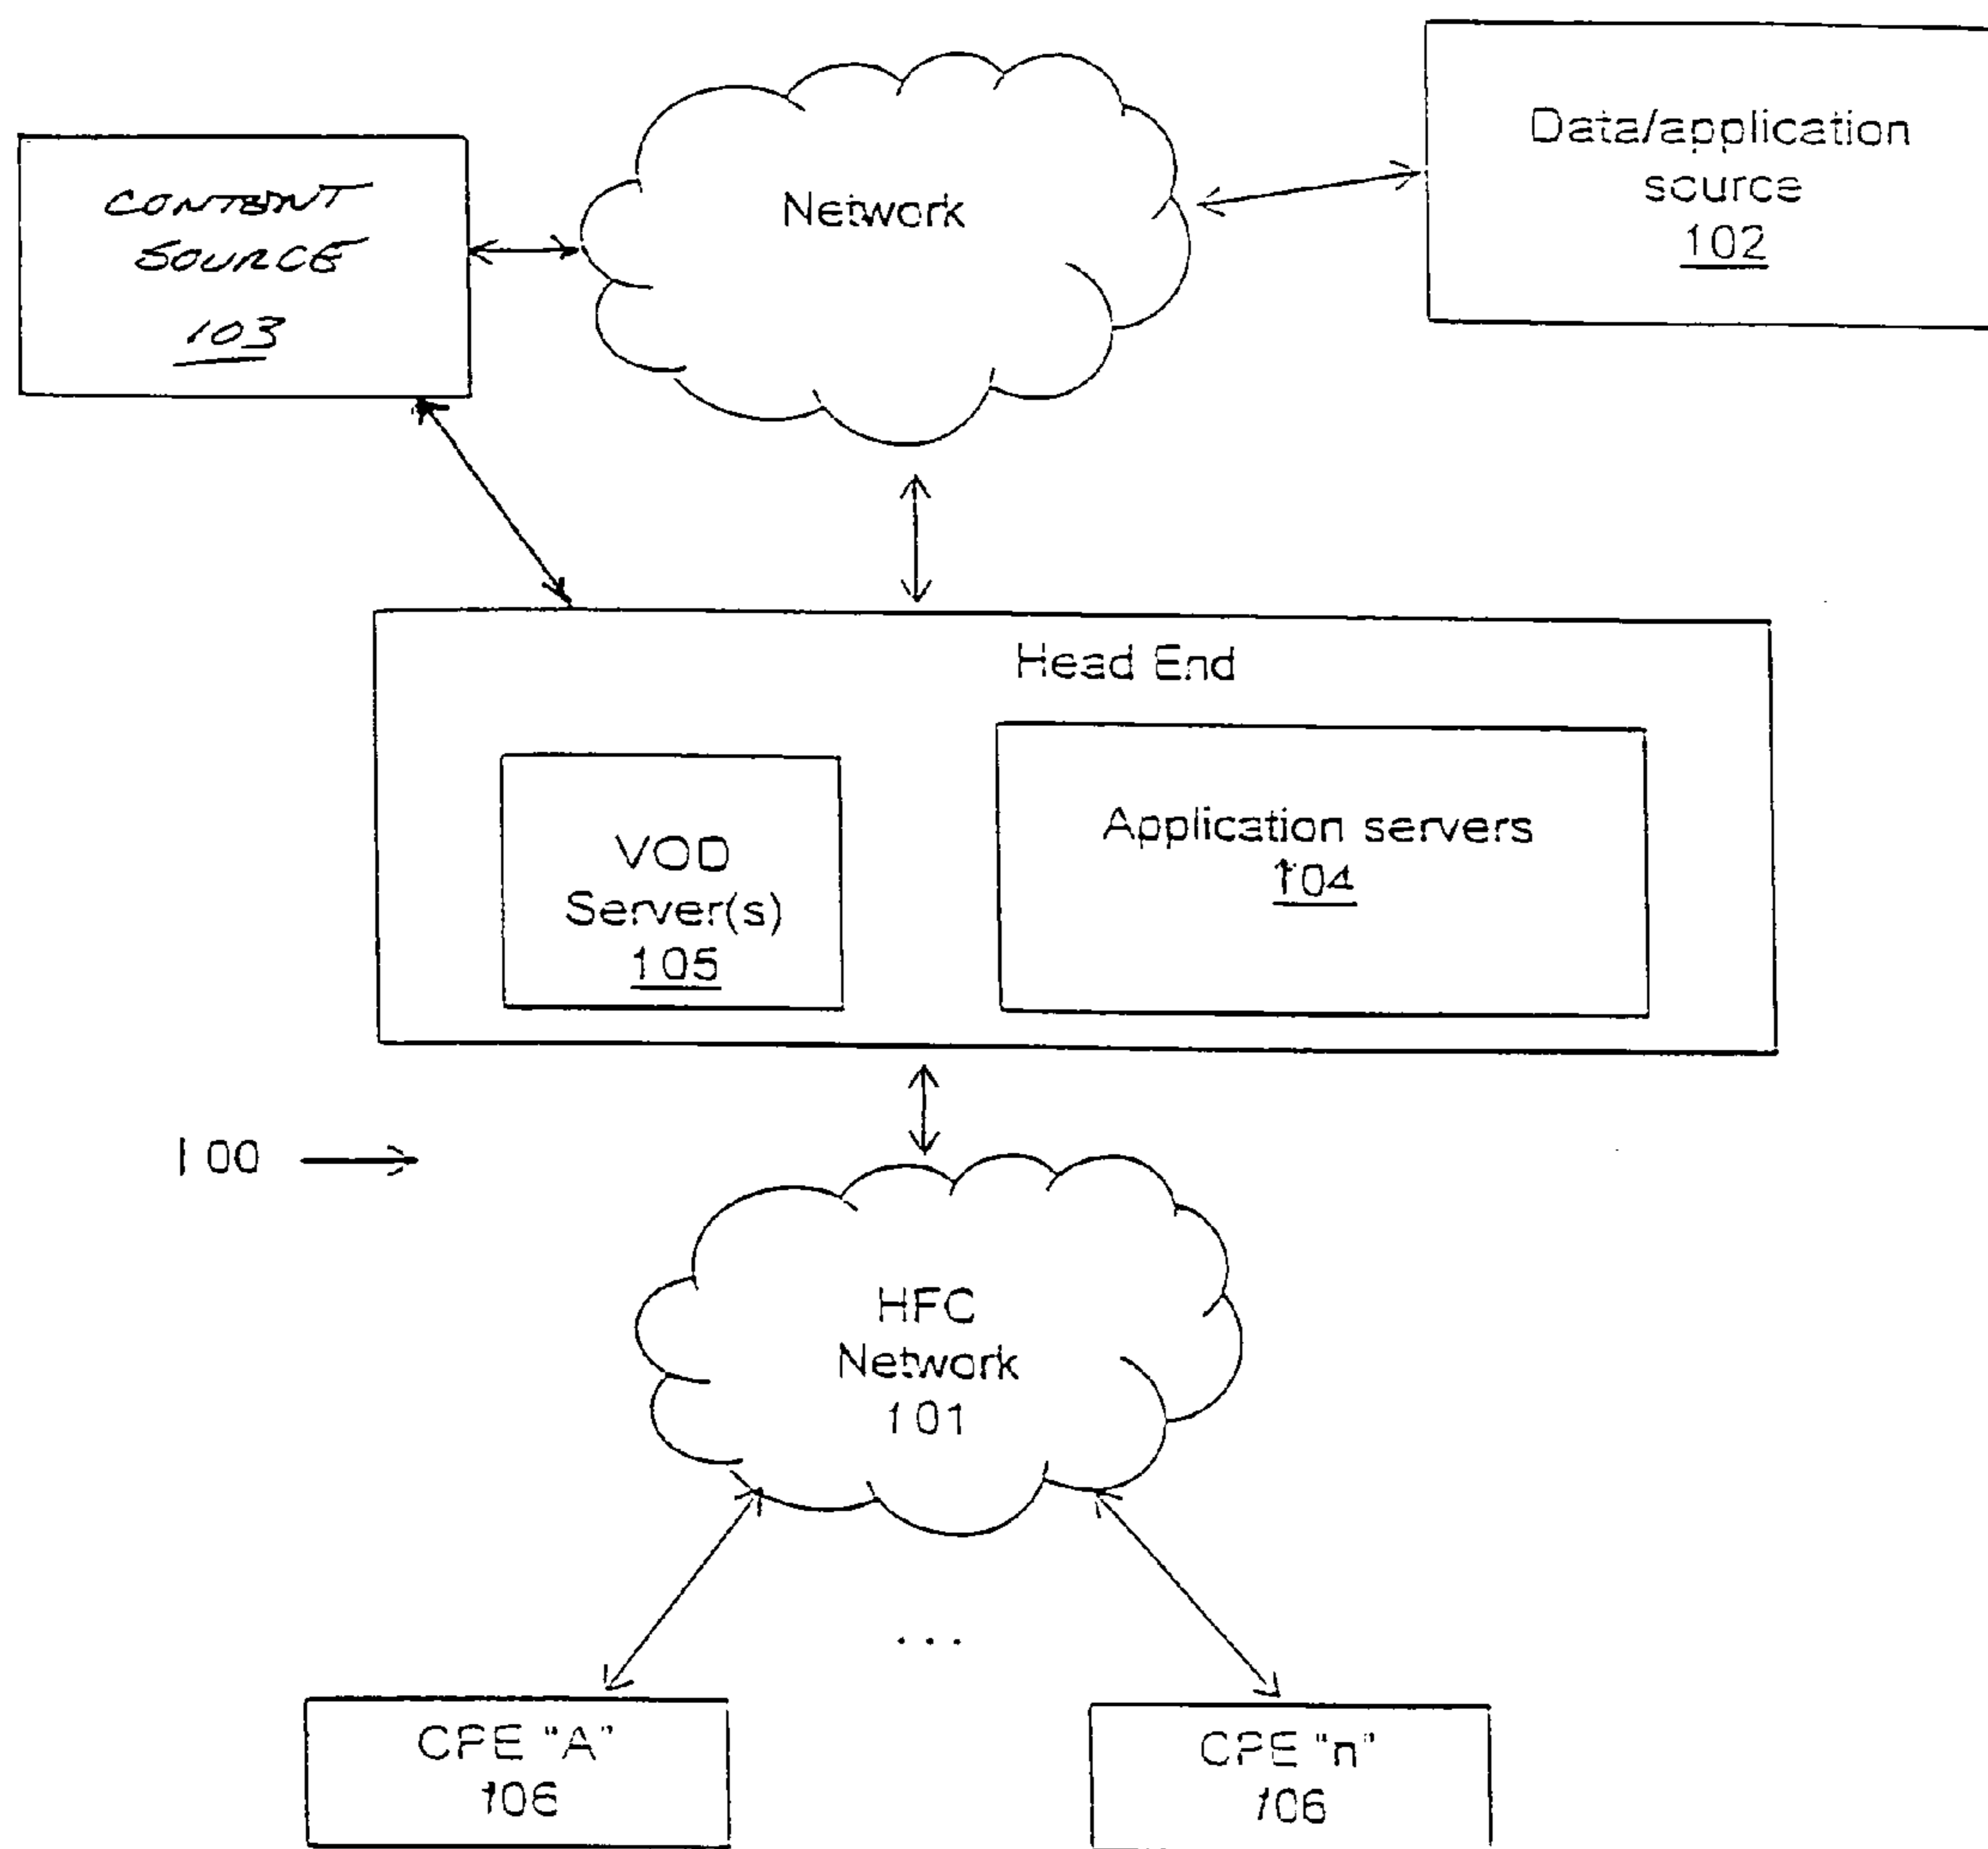 CONTENT
SOURCE
103
Network
Data/application
source
102
Head End
VOD
Server(s)
105
Application servers
104
100
HFC
Network
101
...
CPE "A"
106
CPE "n"
106